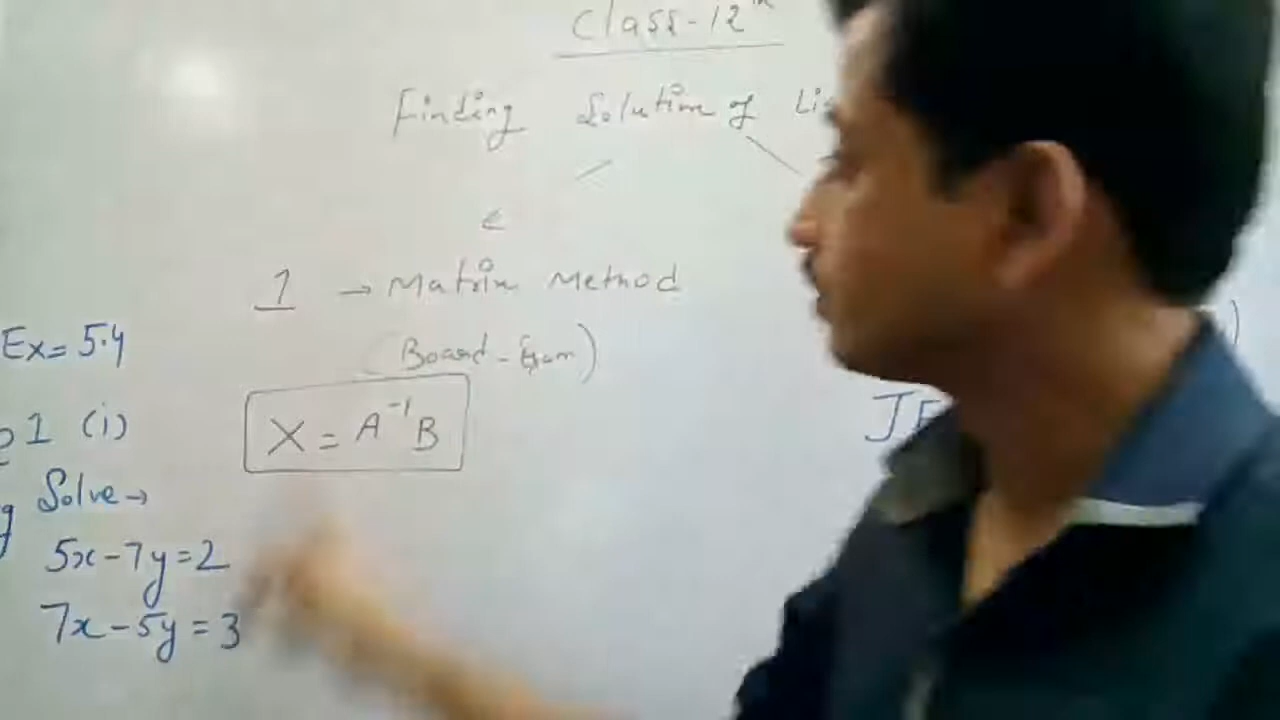 Class-12th
Finding Solution of Li
1 → Matrix Method
(Board-Exam)
X = A⁻¹B
JE
Ex= 5.4
1 (i)
Solve→
5x-7y=2
7x-5y=3